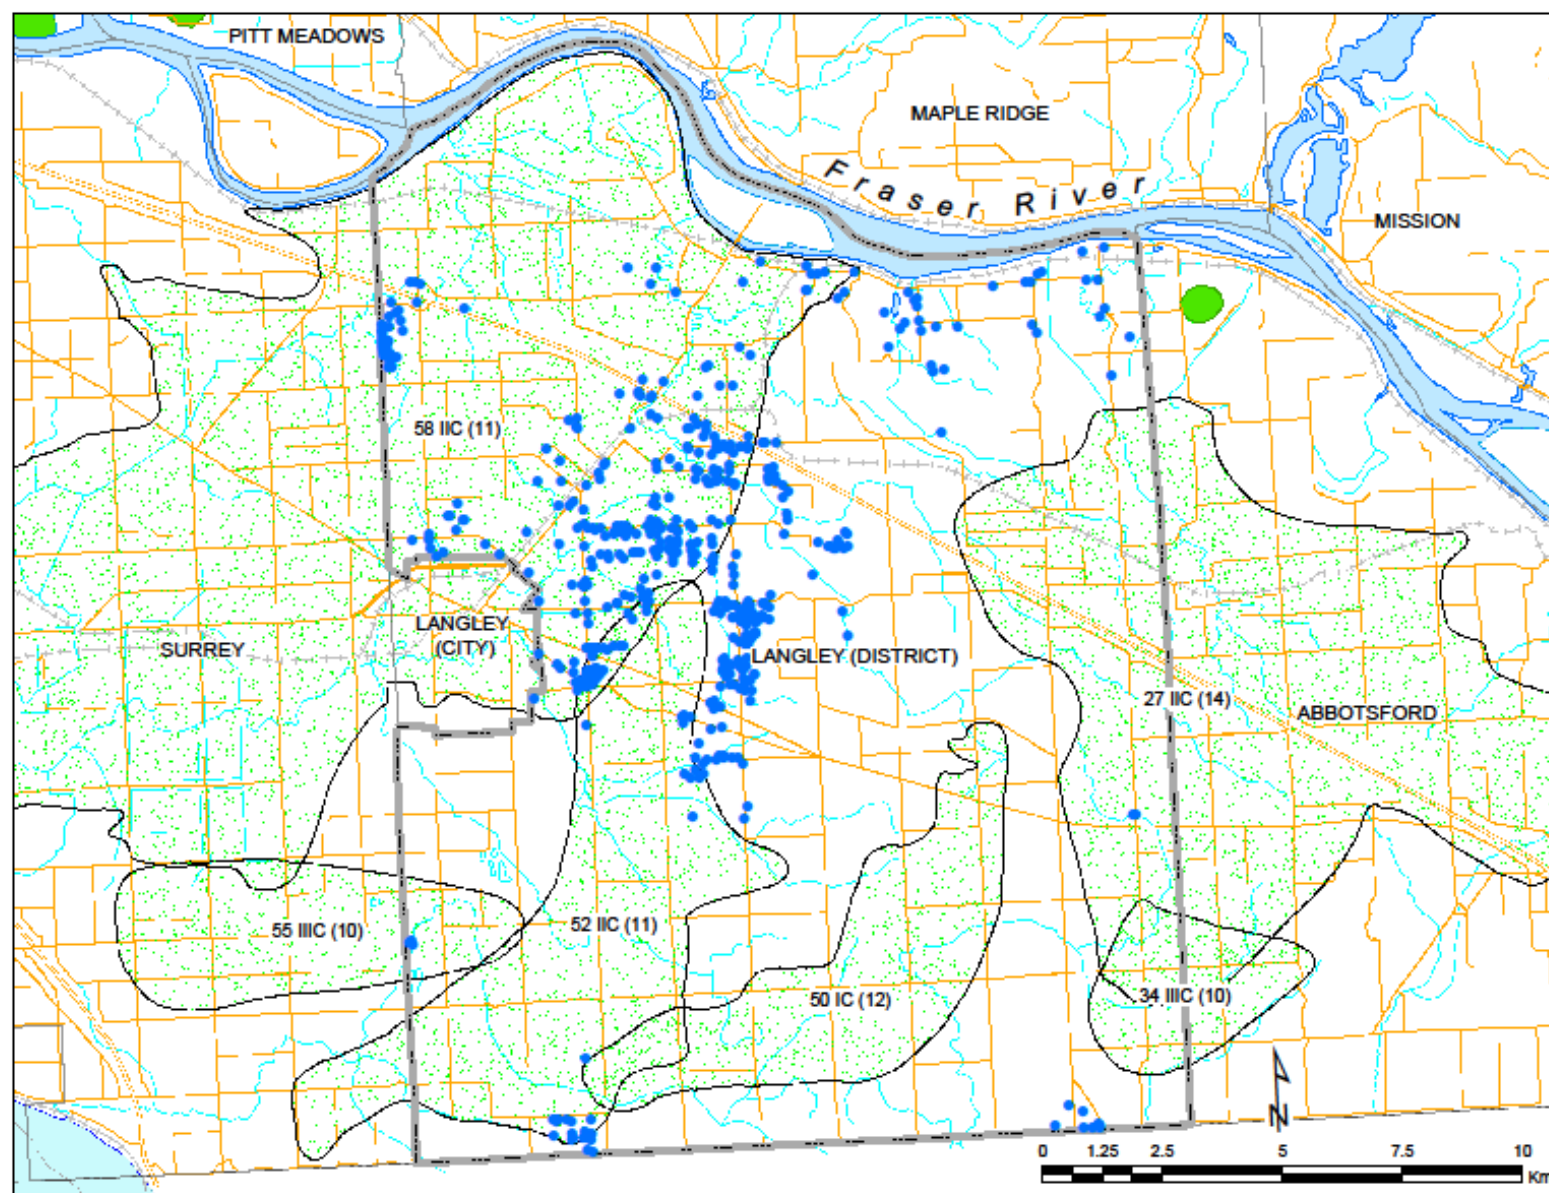 PITT MEADOWS
MAPLE RIDGE
Fraser River
MISSION
58 IIC (11)
LANGLEY
(CITY)
SURREY
LANGLEY (DISTRICT)
27 IIC (14)
ABBOTSFORD
55 IIIC (10)
52 IIC (11)
50 IC (12)
34 IIIC (10)
N
0 1.25 2.5 5 7.5 10
Km